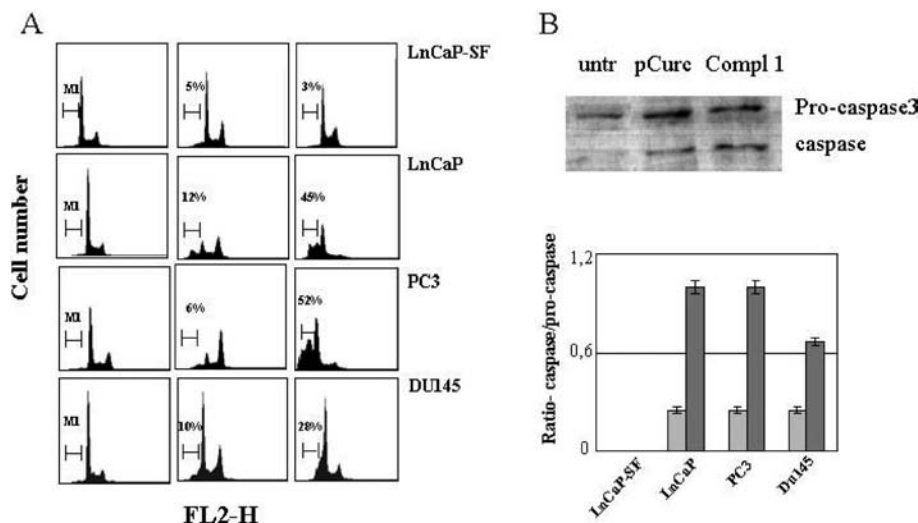 A
LnCaP-SF
M1
5%
3%
LnCaP
M1
12%
45%
PC3
M1
6%
52%
DU145
M1
10%
28%
Cell number
FL2-H
B
untr pCurc Compl 1
Pro-caspase3
caspase
Ratio- caspase/pro-caspase
1,2
0,6
0
LnCaP-SF
LnCaP
PC3
Du145